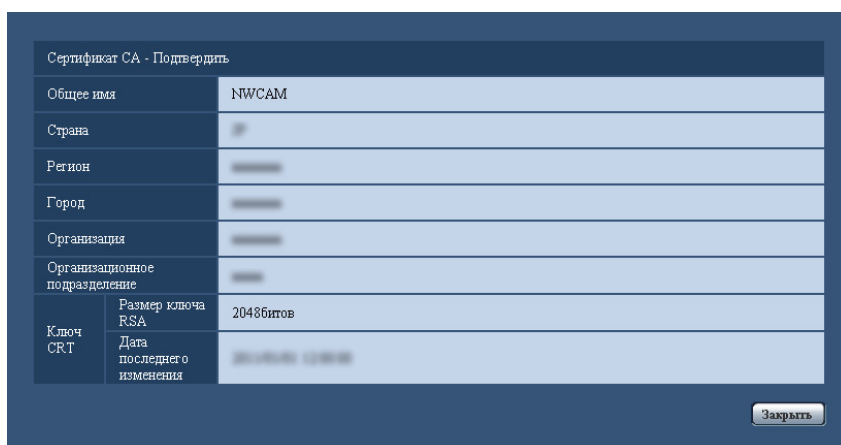 Сертификат CA - Подтвердить
Общее имя NWCAM
Страна
Регион
Город
Организация
Организационное
подразделение
Ключ
CRT
Размер ключа
RSA
2048битов
Дата
последнего
изменения
Закрыть